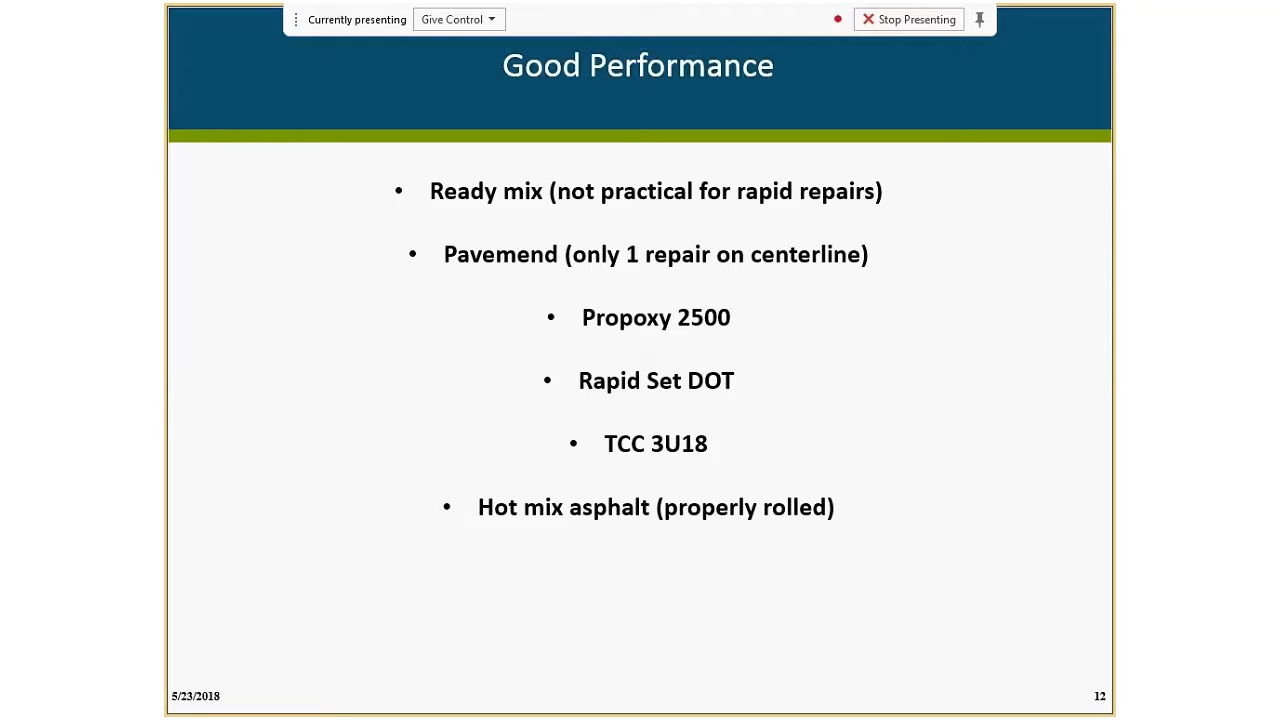 Currently presenting Give Control Stop Presenting
Good Performance
• Ready mix (not practical for rapid repairs)
• Pavemend (only 1 repair on centerline)
• Propoxy 2500
• Rapid Set DOT
• TCC 3U18
• Hot mix asphalt (properly rolled)
5/23/2018 12